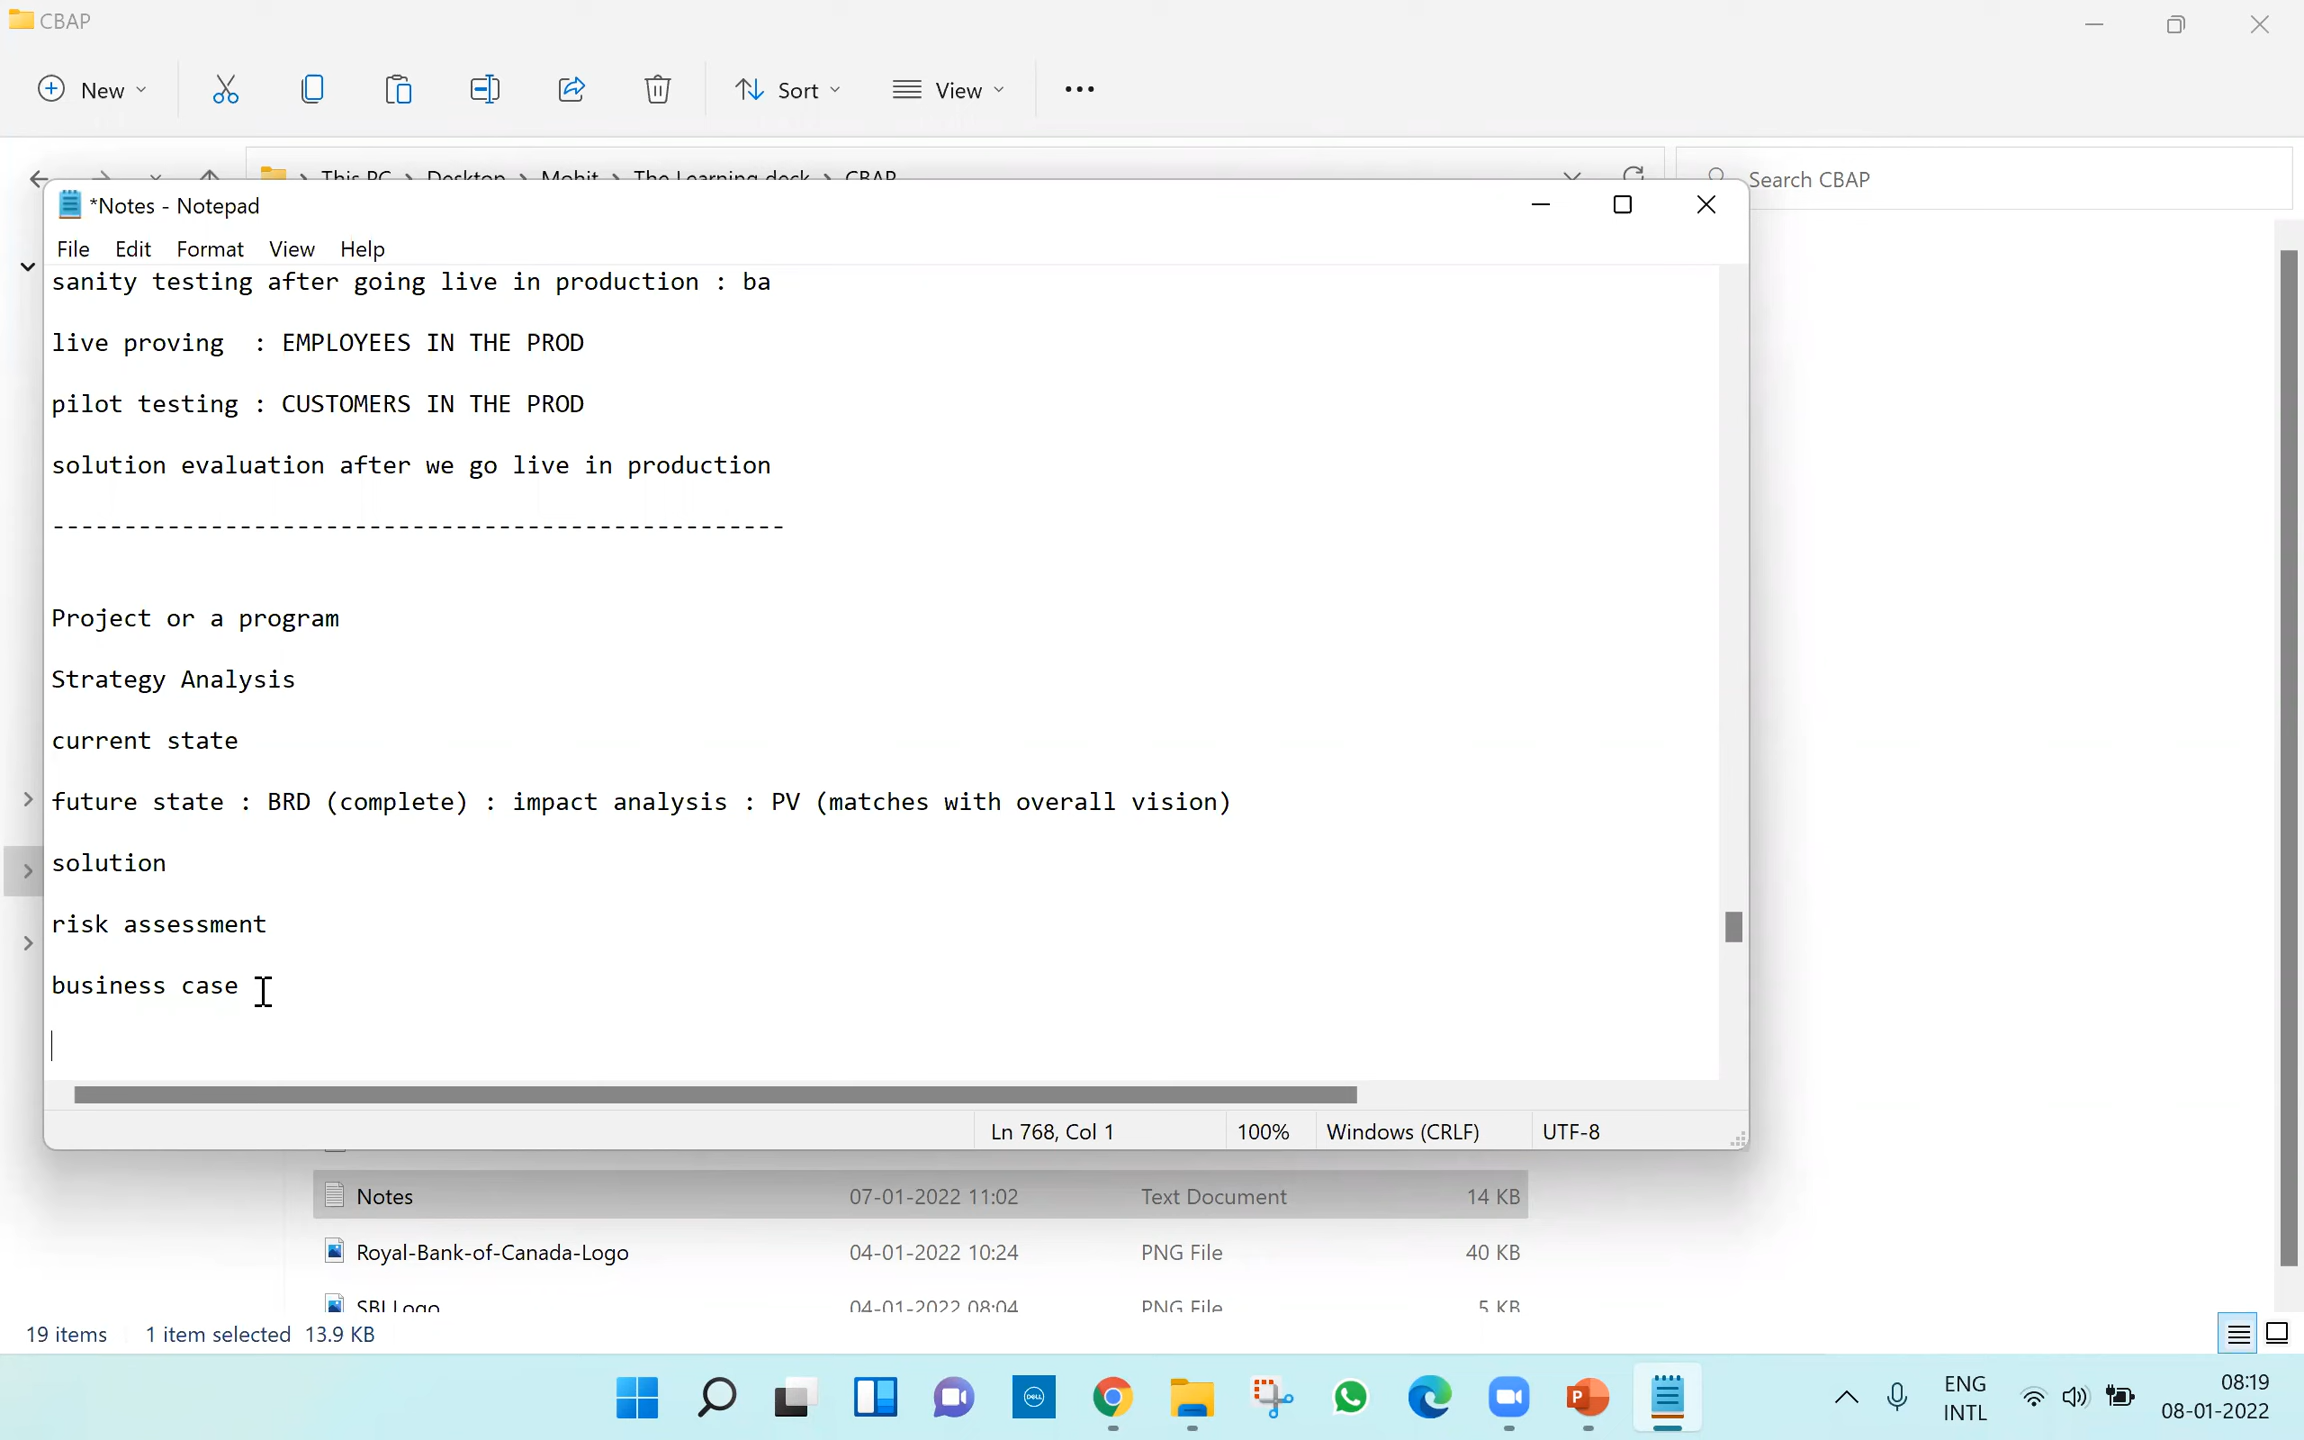 CBAP
New
Sort
View
This PC > Desktop > Mohit > The Learning deck > CBAP
Search CBAP
*Notes - Notepad
File Edit Format View Help
sanity testing after going live in production : ba
live proving  : EMPLOYEES IN THE PROD
pilot testing : CUSTOMERS IN THE PROD
solution evaluation after we go live in production
---------------------------------------------------
Project or a program
Strategy Analysis
current state
future state : BRD (complete) : impact analysis : PV (matches with overall vision)
solution
risk assessment
business case
Ln 768, Col 1 100% Windows (CRLF) UTF-8
Notes 07-01-2022 11:02 Text Document 14 KB
Royal-Bank-of-Canada-Logo 04-01-2022 10:24 PNG File 40 KB
SBI Logo 04-01-2022 08:04 PNG File 5 KB
19 items 1 item selected 13.9 KB
DELL
ENG
INTL
08:19
08-01-2022